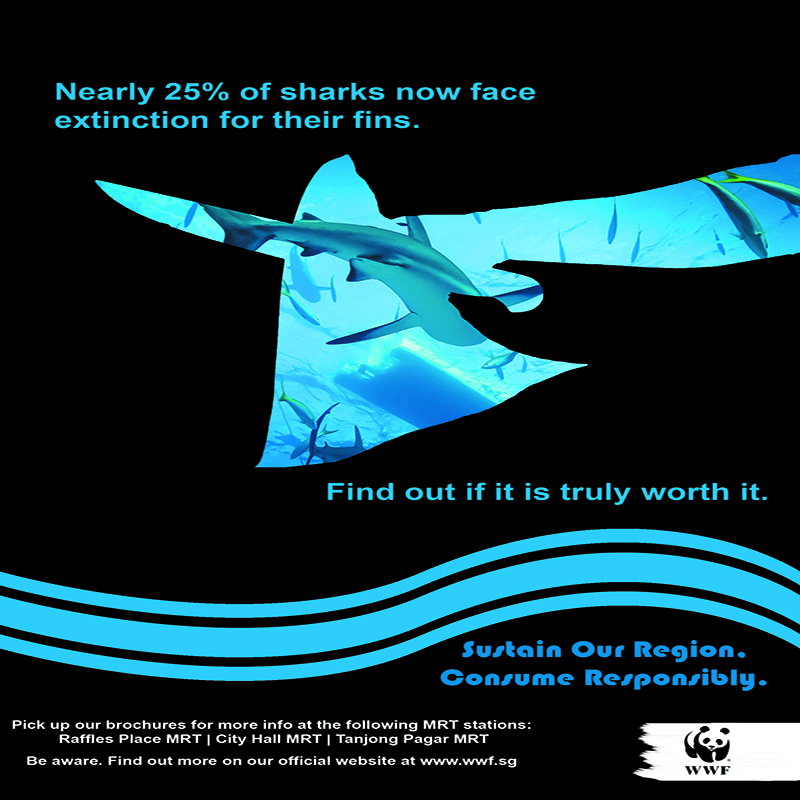 Nearly 25% of sharks now face
extinction for their fins.
Find out if it is truly worth it.
Sustain Our Region.
Consume Responsibly.
Pick up our brochures for more info at the following MRT stations:
Raffles Place MRT | City Hall MRT | Tanjong Pagar MRT
Be aware. Find out more on our official website at www.wwf.sg
WWF